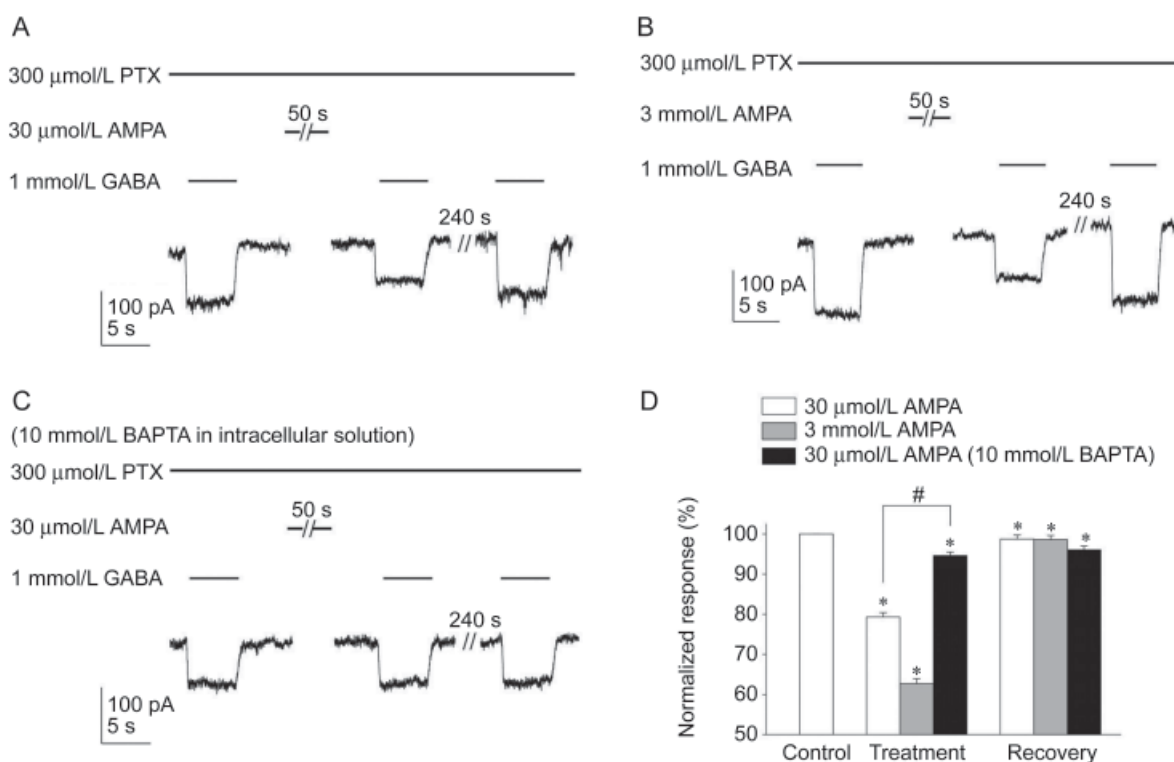 A
300 μmol/L PTX
50 s
30 μmol/L AMPA
1 mmol/L GABA
240 s
100 pA
5 s
B
300 μmol/L PTX
50 s
3 mmol/L AMPA
1 mmol/L GABA
240 s
100 pA
5 s
C
(10 mmol/L BAPTA in intracellular solution)
300 μmol/L PTX
50 s
30 μmol/L AMPA
1 mmol/L GABA
240 s
100 pA
5 s
D
30 μmol/L AMPA
3 mmol/L AMPA
30 μmol/L AMPA (10 mmol/L BAPTA)
Normalized response (%)
100
90
80
70
60
50
#
* * *
* * *
Control Treatment Recovery